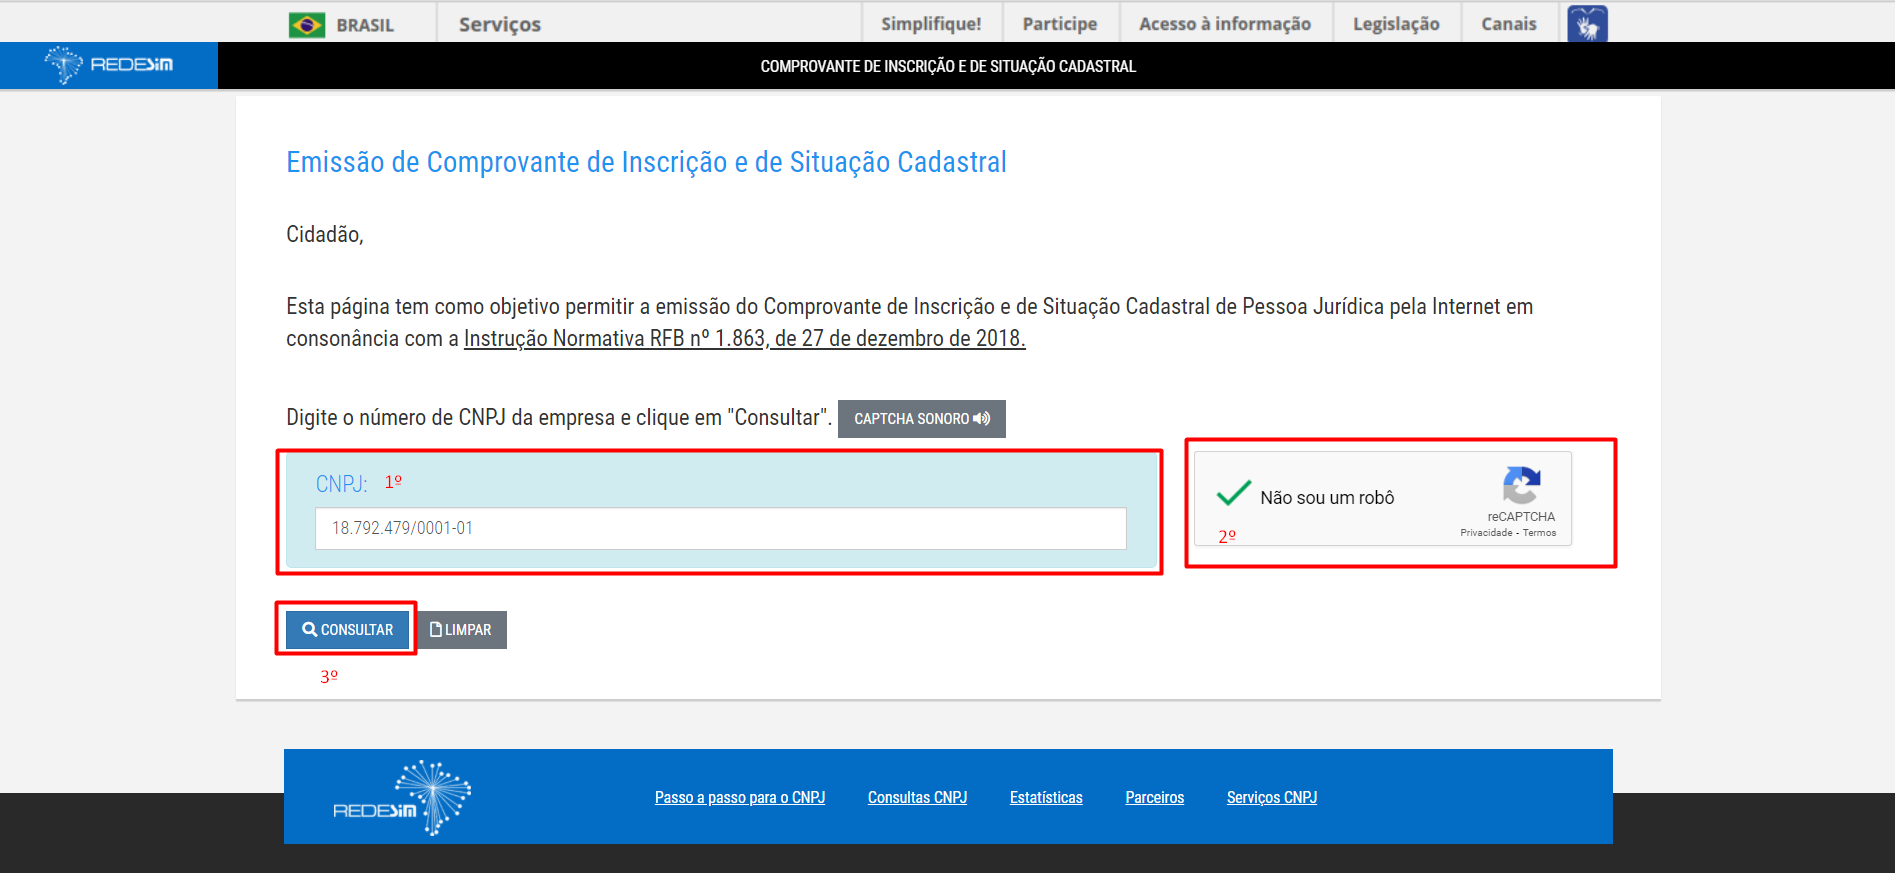 BRASIL
Serviços
Simplifique!
Participe
Acesso à informação
Legislação
Canais
REDESIM
COMPROVANTE DE INSCRIÇÃO E DE SITUAÇÃO CADASTRAL
Emissão de Comprovante de Inscrição e de Situação Cadastral
Cidadão,
Esta página tem como objetivo permitir a emissão do Comprovante de Inscrição e de Situação Cadastral de Pessoa Jurídica pela Internet em
consonância com a Instrução Normativa RFB nº 1.863, de 27 de dezembro de 2018.
Digite o número de CNPJ da empresa e clique em "Consultar". CAPTCHA SONORO
CNPJ: 1º
18.792.479/0001-01
Não sou um robô
2º
reCAPTCHA
Privacidade - Termos
CONSULTAR
LIMPAR
3º
REDESIM
Passo a passo para o CNPJ
Consultas CNPJ
Estatísticas
Parceiros
Serviços CNPJ